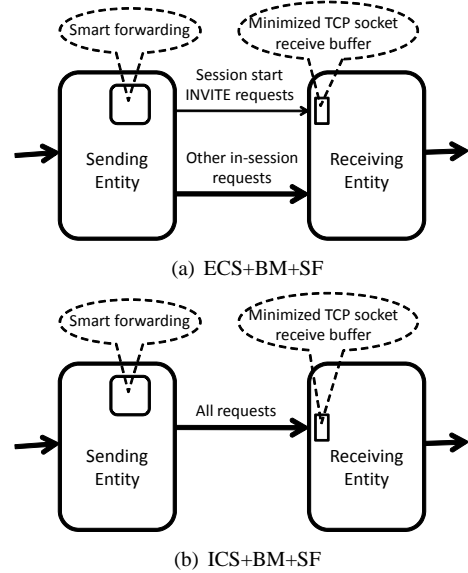 Smart forwarding
Minimized TCP socket
receive buffer
Session start
INVITE requests
Sending
Entity
Other in-session
requests
Receiving
Entity
(a) ECS+BM+SF
Smart forwarding
Minimized TCP socket
receive buffer
All requests
Sending
Entity
Receiving
Entity
(b) ICS+BM+SF